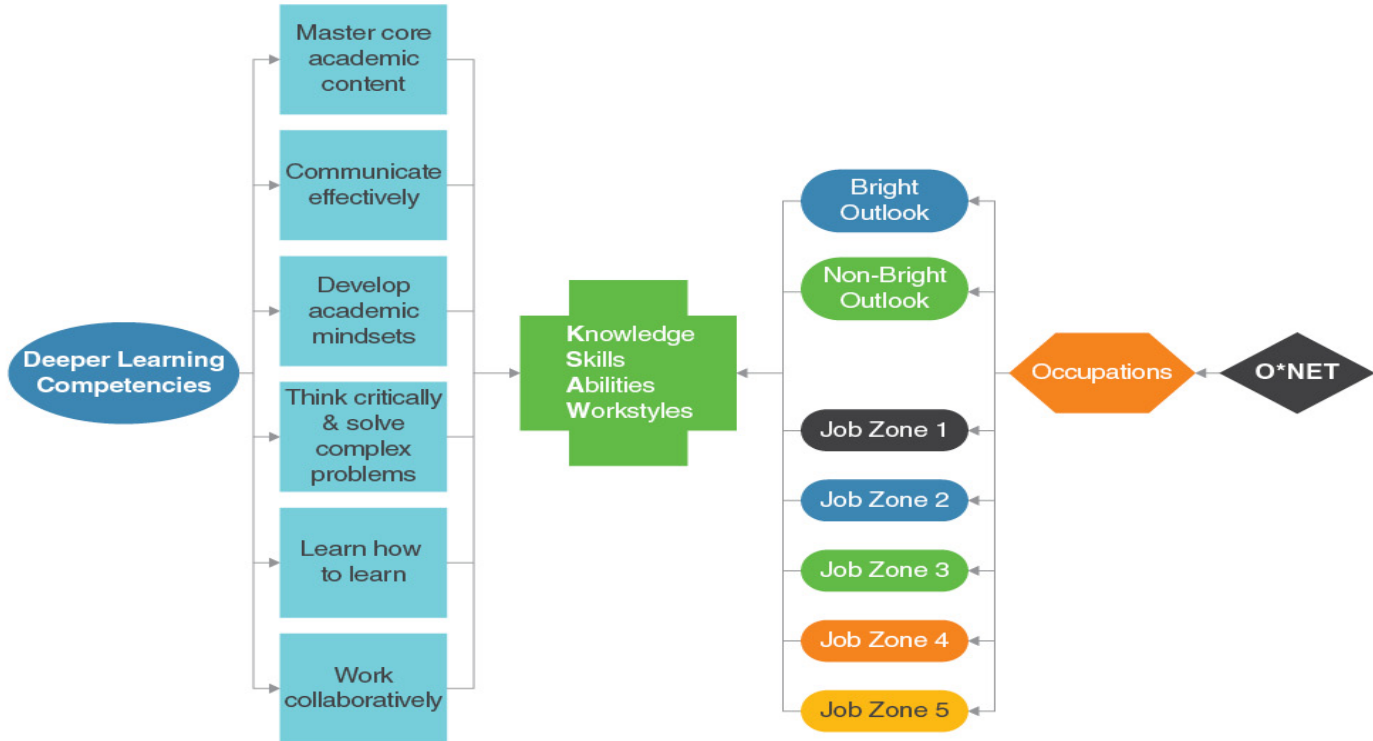 Master core
academic
content
Communicate
effectively
Develop
academic
mindsets
Think critically
& solve
complex
problems
Learn how
to learn
Work
collaboratively
Deeper Learning
Competencies
Knowledge
Skills
Abilities
Workstyles
Bright
Outlook
Non-Bright
Outlook
Job Zone 1
Job Zone 2
Job Zone 3
Job Zone 4
Job Zone 5
Occupations
O*NET